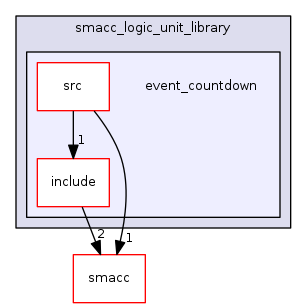 smacc_logic_unit_library
src
event_countdown
1
include
2
1
smacc